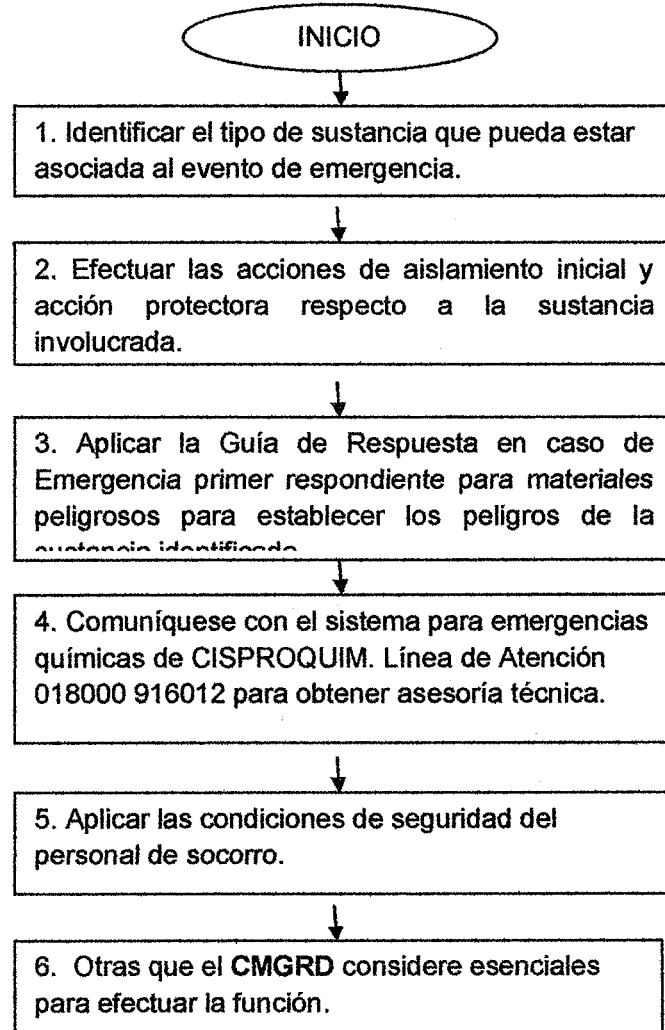 INICIO
1. Identificar el tipo de sustancia que pueda estar
asociada al evento de emergencia.
2. Efectuar las acciones de aislamiento inicial y
acción protectora respecto a la sustancia
involucrada.
3. Aplicar la Guía de Respuesta en caso de
Emergencia primer respondiente para materiales
peligrosos para establecer los peligros de la
4. Comuníquese con el sistema para emergencias
químicas de CISPROQUIM. Línea de Atención
018000 916012 para obtener asesoría técnica.
5. Aplicar las condiciones de seguridad del
personal de socorro.
6. Otras que el CMGRD considere esenciales
para efectuar la función.